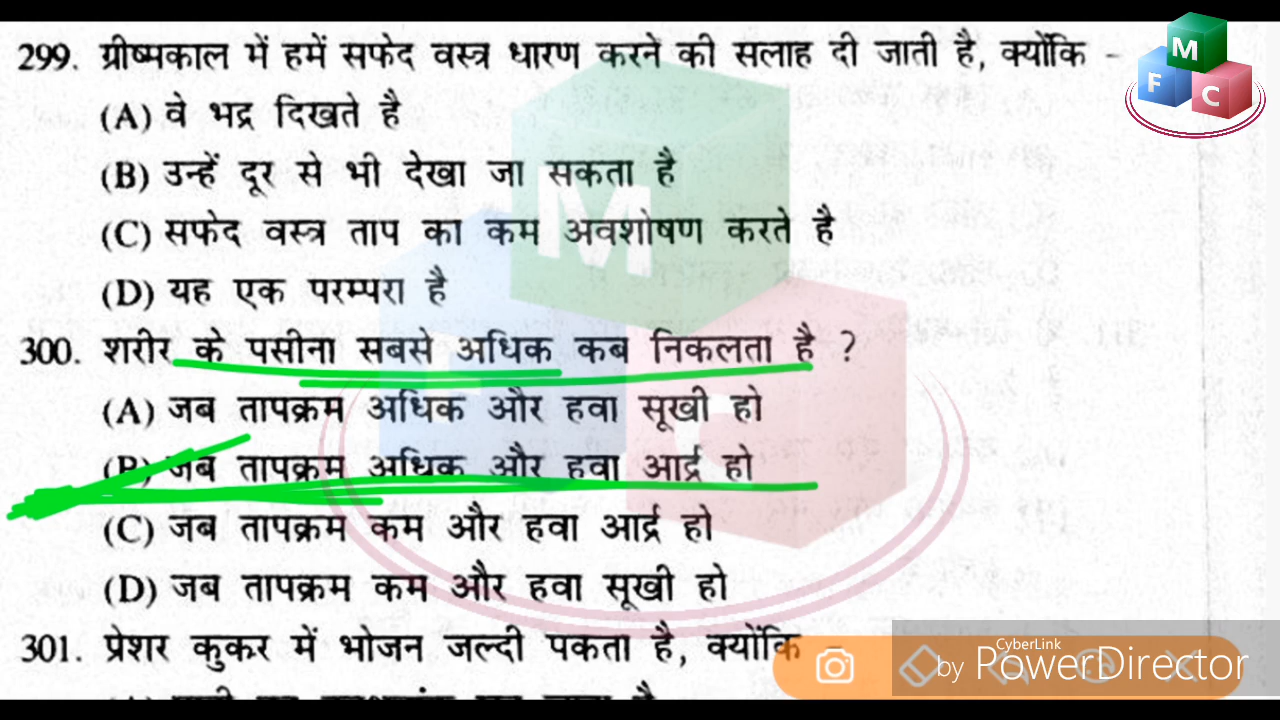 299. ग्रीष्मकाल में हमें सफेद वस्त्र धारण करने की सलाह दी जाती है, क्योंकि -
(A) वे भद्र दिखते है
(B) उन्हें दूर से भी देखा जा सकता है
(C) सफेद वस्त्र ताप का कम अवशोषण करते है
(D) यह एक परम्परा है
300. शरीर के पसीना सबसे अधिक कब निकलता है ?
(A) जब तापक्रम अधिक और हवा सूखी हो
(B) जब तापक्रम अधिक और हवा आर्द्र हो
(C) जब तापक्रम कम और हवा आर्द्र हो
(D) जब तापक्रम कम और हवा सूखी हो
301. प्रेशर कुकर में भोजन जल्दी पकता है, क्योंकि -
M
F
C
M
CyberLink
by PowerDirector